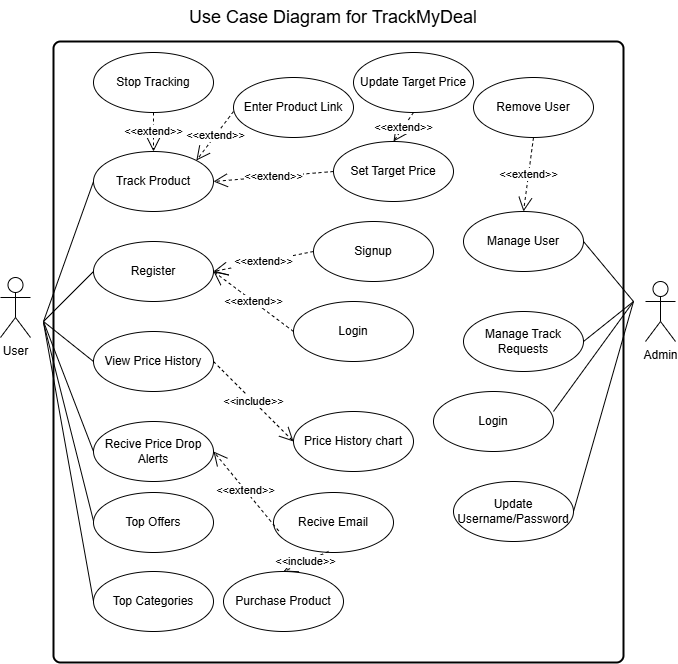 Use Case Diagram for TrackMyDeal
Stop Tracking
Update Target Price
Enter Product Link
Remove User
<<extend>>
<<extend>>
<<extend>>
Track Product
<<extend>>
Set Target Price
<<extend>>
Register
<<extend>>
Signup
Manage User
<<extend>>
Login
User
View Price History
Manage Track
Requests
Admin
<<include>>
Login
Recive Price Drop
Alerts
Price History chart
<<extend>>
Top Offers
Recive Email
Update
Username/Password
<<include>>
Top Categories
Purchase Product